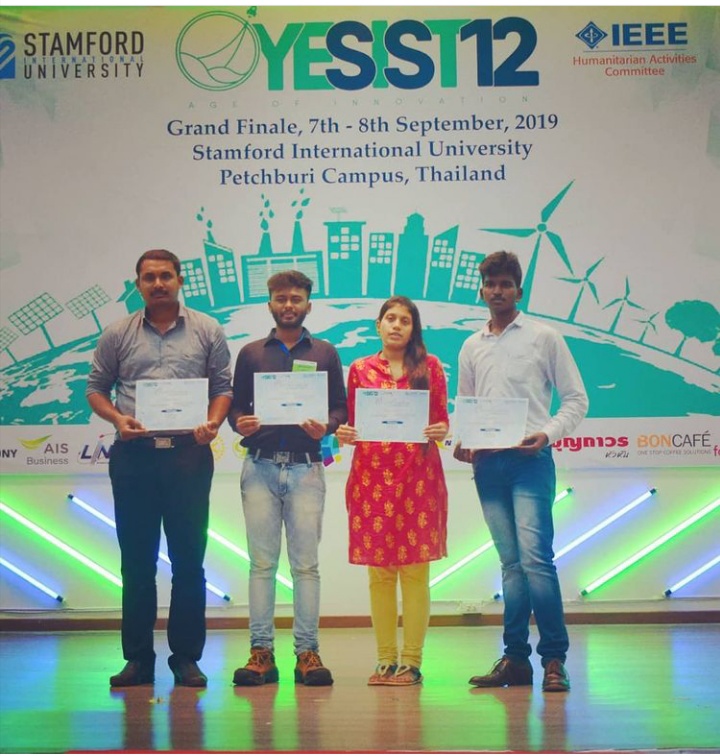 STAMFORD
INTERNATIONAL
UNIVERSITY
YESIST12
AGE OF INNOVATION
IEEE
Humanitarian Activities
Committee
Grand Finale, 7th - 8th September, 2019
Stamford International University
Petchburi Campus, Thailand
AIS
Business
BONCAFÉ
ONE STOP COFFEE SOLUTIONS